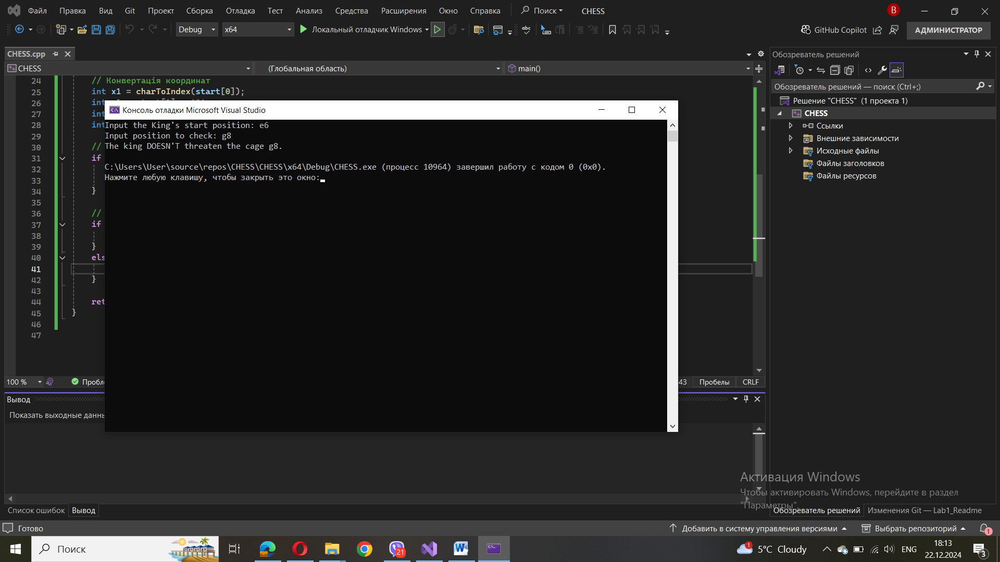 Файл Правка Вид Git Проект Сборка Отладка Тест Анализ Средства Расширения Окно Справка Поиск CHESS B
Debug x64 Локальный отладчик Windows abc GitHub Copilot АДМИНИСТРАТОР
CHESS.cpp
CHESS (Глобальная область) main()
24 // Конвертація координат
25 int x1 = charToIndex(start[0]);
26 int
27 int
28 int
29
30 //
31 if
32
33
34 }
35
36 //
37 if
38
39 }
40 els
41
42 }
43
44 ret
45 }
46
47
Консоль отладки Microsoft Visual Studio
Input the King's start position: e6
Input position to check: g8
The king DOESN'T threaten the cage g8.
C:\Users\User\source\repos\CHESS\CHESS\x64\Debug\CHESS.exe (процесс 10964) завершил работу с кодом 0 (0x0).
Нажмите любую клавишу, чтобы закрыть это окно:
100 % Пробле 43 Пробелы CRLF
Вывод
Показать выходные данны
Список ошибок Вывод
Обозреватель решений
Обозреватель решений — поиск (Ctrl+;)
Решение "CHESS" (1 проекта 1)
CHESS
Ссылки
Внешние зависимости
Исходные файлы
Файлы заголовков
Файлы ресурсов
Активация Windows
Чтобы активировать Windows, перейдите в раздел
"Параметры".
Обозреватель решений Изменения Git — Lab1_Readme
Готово Добавить в систему управления версиями Выбрать репозиторий 1
Поиск 21 1 5°C Cloudy ENG 18:13
22.12.2024 3